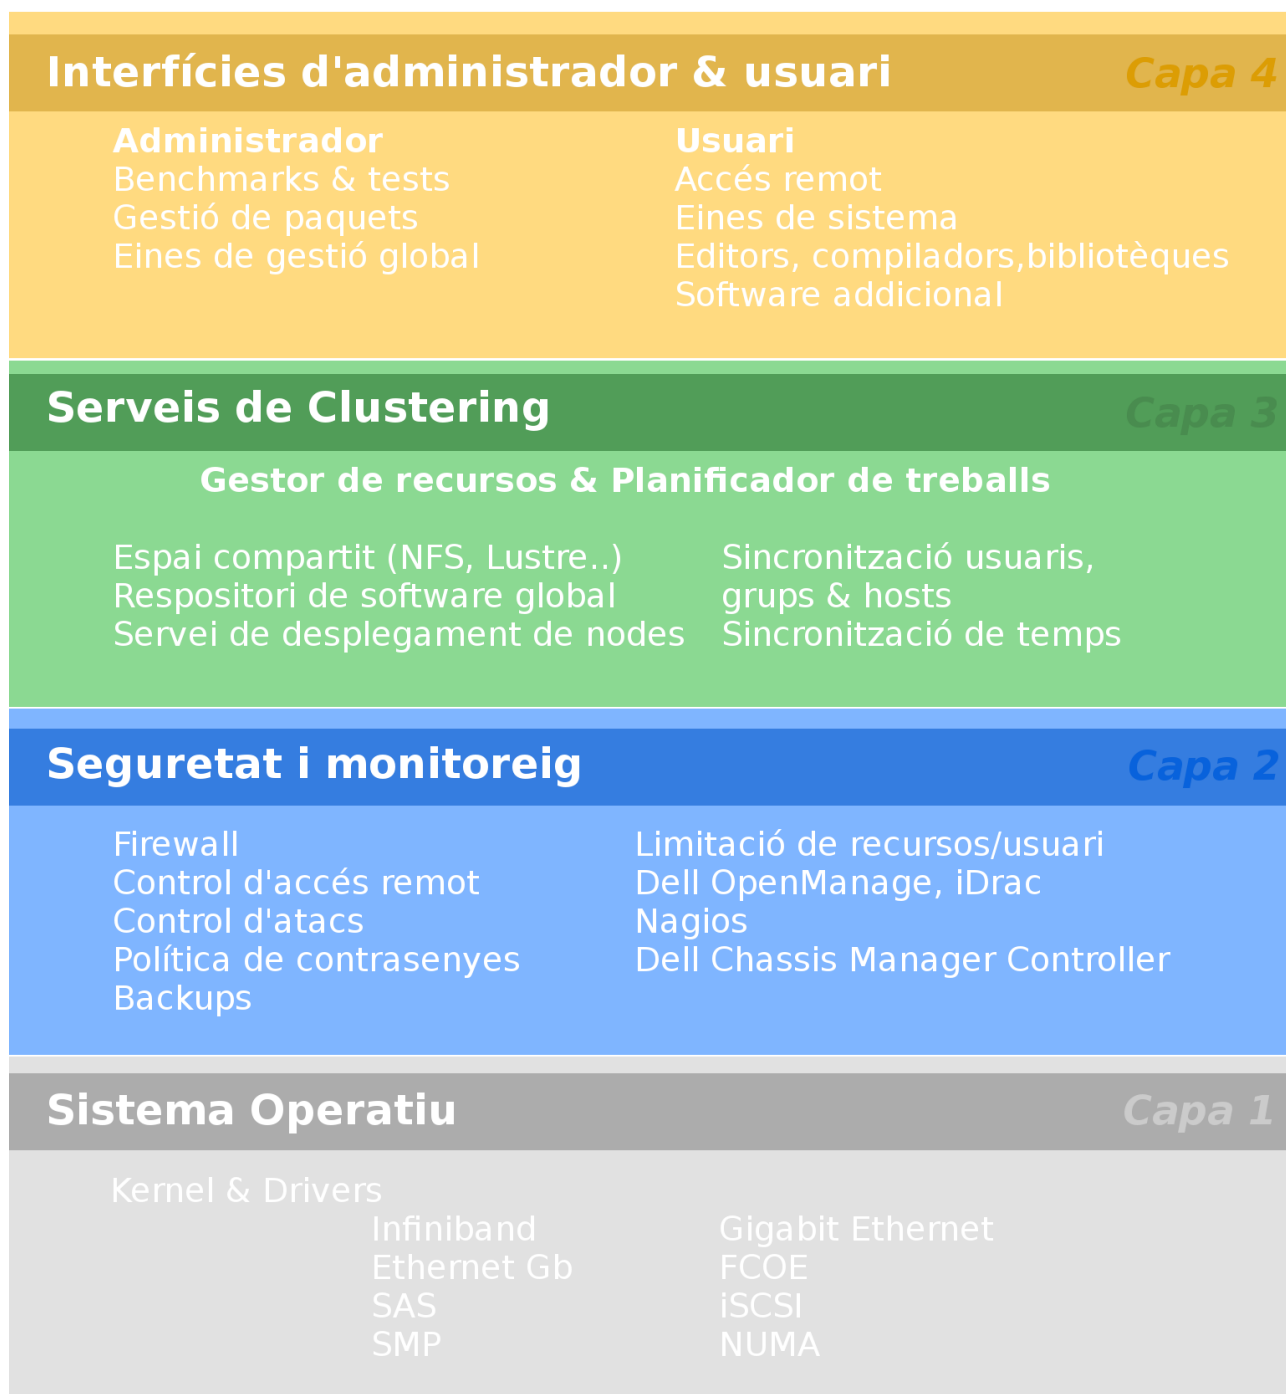 Interfícies d'administrador & usuari
Capa 4
Administrador
Benchmarks & tests
Gestió de paquets
Eines de gestió global
Usuari
Accés remot
Eines de sistema
Editors, compiladors,bibliotèques
Software addicional
Serveis de Clustering
Capa 3
Gestor de recursos & Planificador de treballs
Espai compartit (NFS, Lustre..)
Respositori de software global
Servei de desplegament de nodes
Sincronització usuaris,
grups & hosts
Sincronització de temps
Seguretat i monitoreig
Capa 2
Firewall
Control d'accés remot
Control d'atacs
Política de contrasenyes
Backups
Limitació de recursos/usuari
Dell OpenManage, iDrac
Nagios
Dell Chassis Manager Controller
Sistema Operatiu
Capa 1
Kernel & Drivers
Infiniband
Ethernet Gb
SAS
SMP
Gigabit Ethernet
FCOE
iSCSI
NUMA